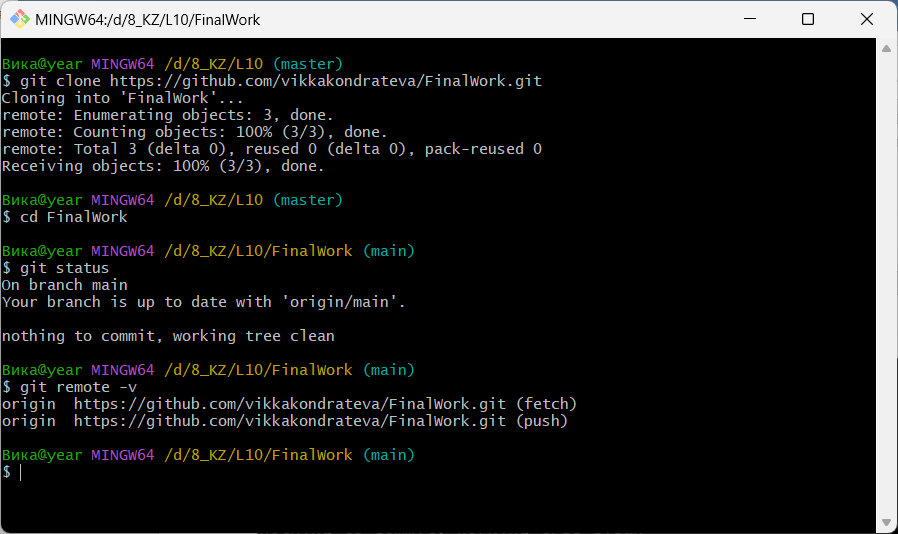 MINGW64:/d/8_KZ/L10/FinalWork
Вика@year MINGW64 /d/8_KZ/L10 (master)
$ git clone https://github.com/vikkakondrateva/FinalWork.git
Cloning into 'FinalWork'...
remote: Enumerating objects: 3, done.
remote: Counting objects: 100% (3/3), done.
remote: Total 3 (delta 0), reused 0 (delta 0), pack-reused 0
Receiving objects: 100% (3/3), done.
Вика@year MINGW64 /d/8_KZ/L10 (master)
$ cd FinalWork
Вика@year MINGW64 /d/8_KZ/L10/FinalWork (main)
$ git status
On branch main
Your branch is up to date with 'origin/main'.
nothing to commit, working tree clean
Вика@year MINGW64 /d/8_KZ/L10/FinalWork (main)
$ git remote -v
origin  https://github.com/vikkakondrateva/FinalWork.git (fetch)
origin  https://github.com/vikkakondrateva/FinalWork.git (push)
Вика@year MINGW64 /d/8_KZ/L10/FinalWork (main)
$